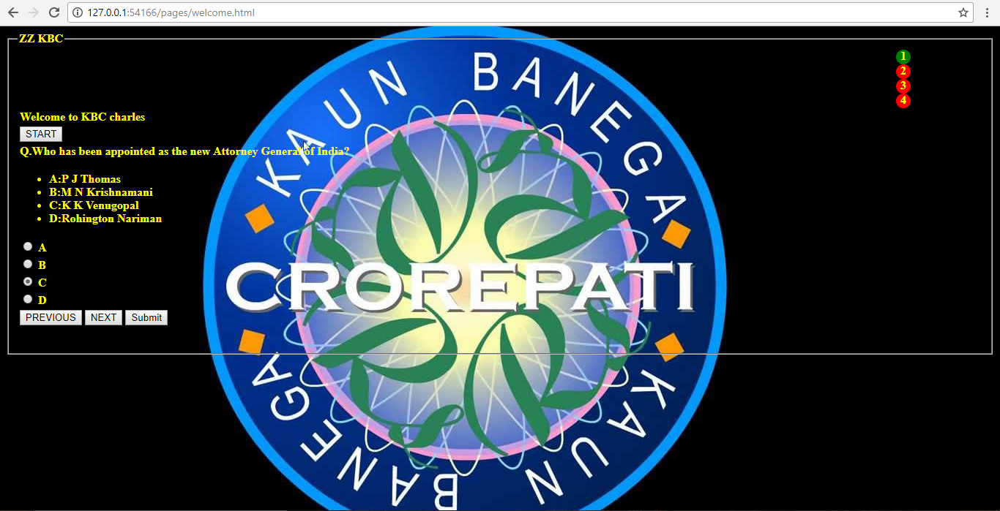 127.0.0.1:54166/pages/welcome.html
ZZ KBC
1
2
3
4
Welcome to KBC charles
START
Q.Who has been appointed as the new Attorney General of India?
A:P J Thomas
B:M N Krishnamani
C:K K Venugopal
D:Rohington Nariman
A
B
C
D
PREVIOUS NEXT Submit
KAUN BANEGA
CROREPATI
KAUN BANEGA